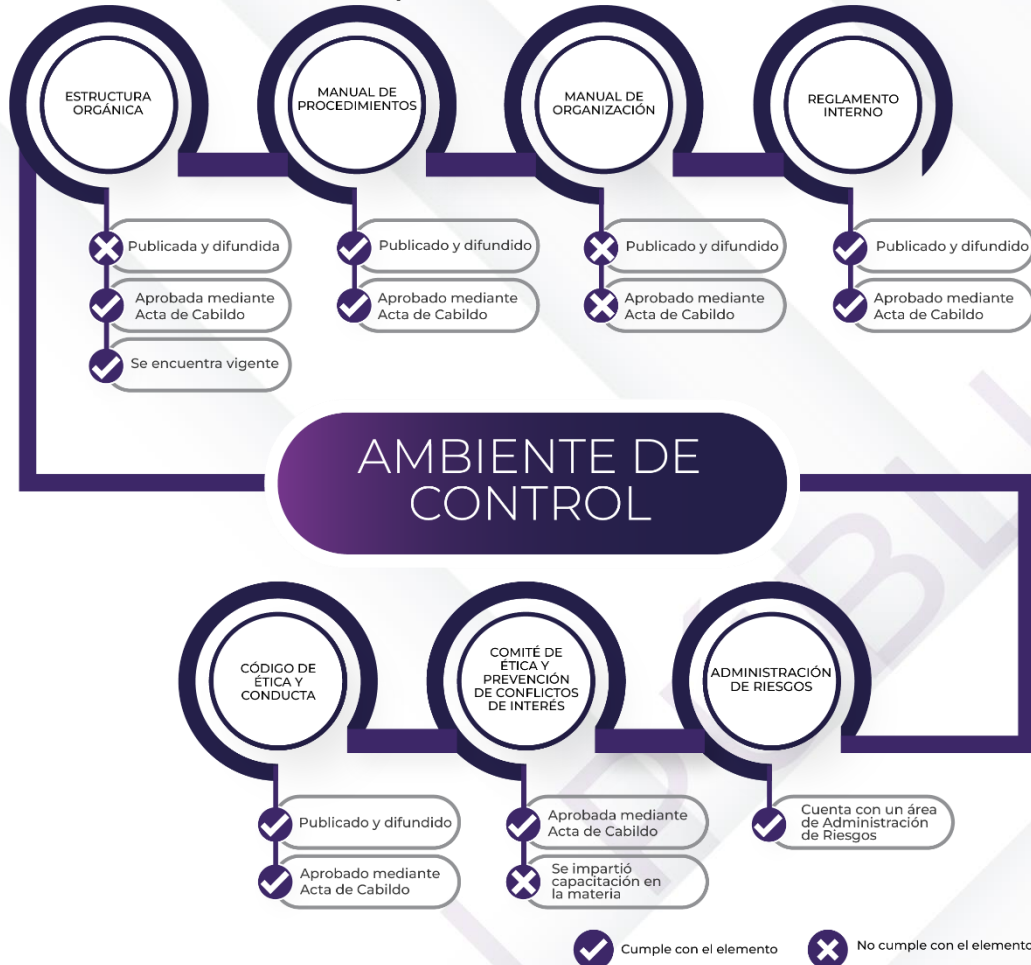 ESTRUCTURA
ORGÁNICA
Publicada y difundida
Aprobada mediante
Acta de Cabildo
Se encuentra vigente
MANUAL DE
PROCEDIMIENTOS
Publicado y difundido
Aprobado mediante
Acta de Cabildo
MANUAL DE
ORGANIZACIÓN
Publicado y difundido
Aprobado mediante
Acta de Cabildo
REGLAMENTO
INTERNO
Publicado y difundido
Aprobado mediante
Acta de Cabildo
AMBIENTE DE
CONTROL
CÓDIGO DE
ÉTICA Y
CONDUCTA
Publicado y difundido
Aprobado mediante
Acta de Cabildo
COMITÉ DE
ÉTICA Y
PREVENCIÓN
DE CONFLICTOS
DE INTERÉS
Aprobada mediante
Acta de Cabildo
Se impartió
capacitación en
la materia
ADMINISTRACIÓN
DE RIESGOS
Cuenta con un área
de Administración
de Riesgos
Cumple con el elemento
No cumple con el elemento